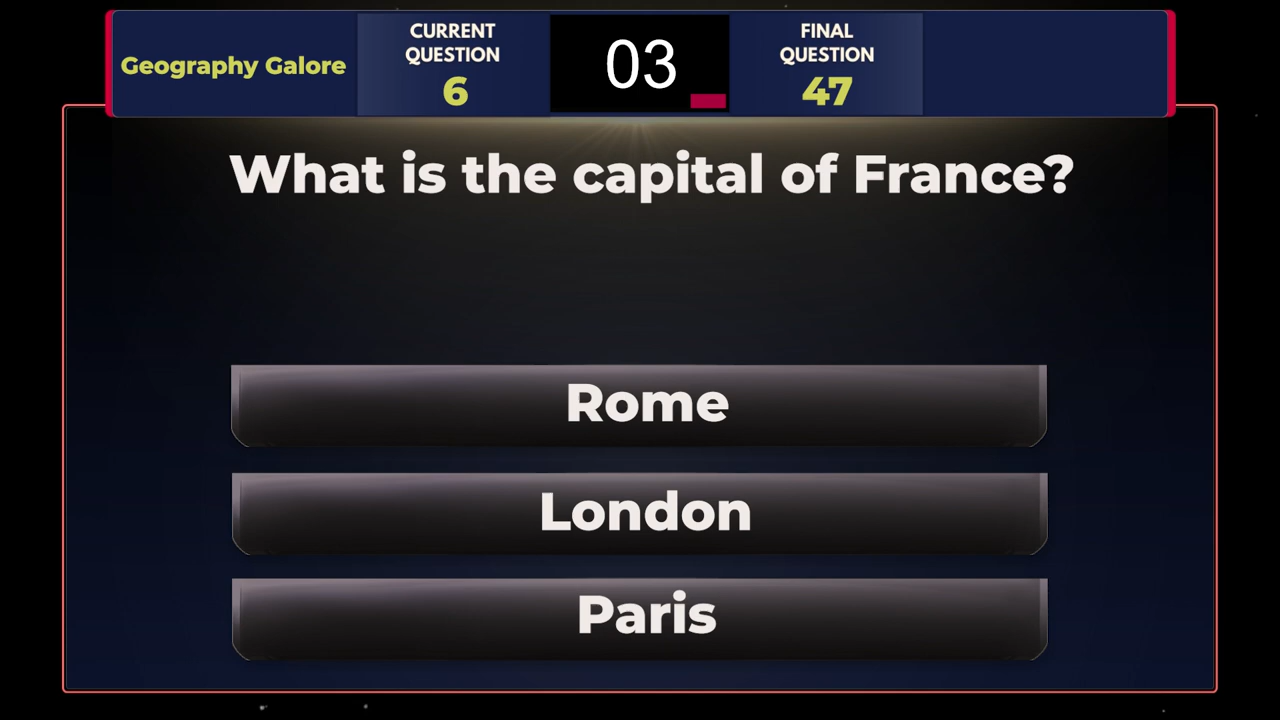 Geography Galore
CURRENT
QUESTION
6
03
FINAL
QUESTION
47
What is the capital of France?
Rome
London
Paris